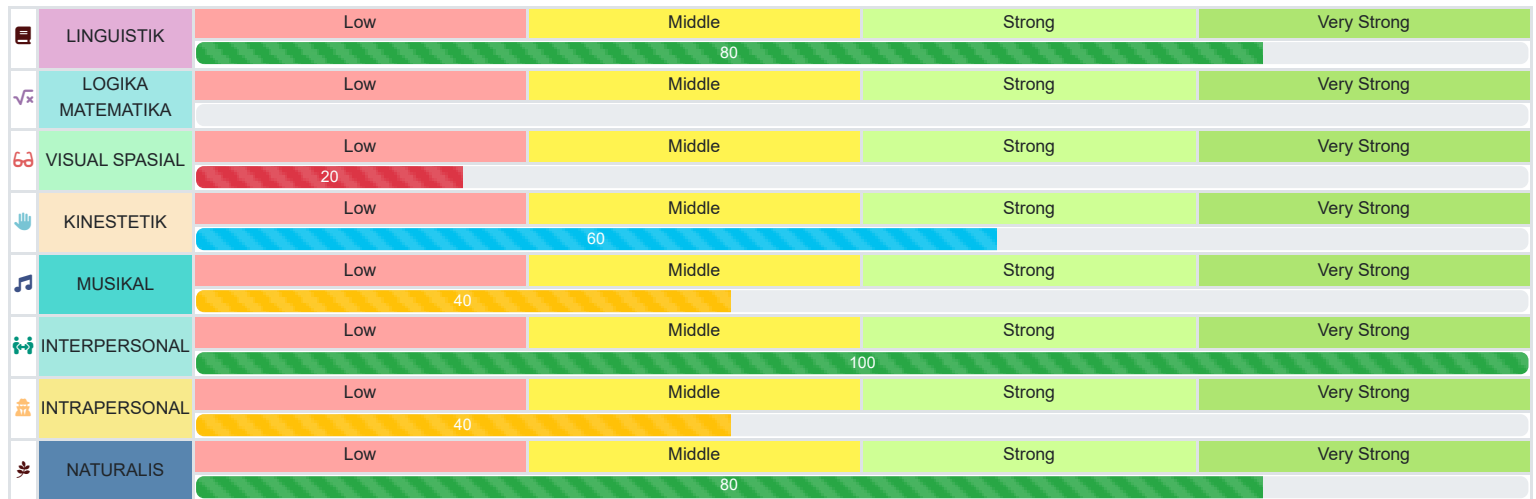 LINGUISTIK
Low Middle Strong Very Strong
80
LOGIKA
MATEMATIKA
Low Middle Strong Very Strong
VISUAL SPASIAL
Low Middle Strong Very Strong
20
KINESTETIK
Low Middle Strong Very Strong
60
MUSIKAL
Low Middle Strong Very Strong
40
INTERPERSONAL
Low Middle Strong Very Strong
100
INTRAPERSONAL
Low Middle Strong Very Strong
40
NATURALIS
Low Middle Strong Very Strong
80